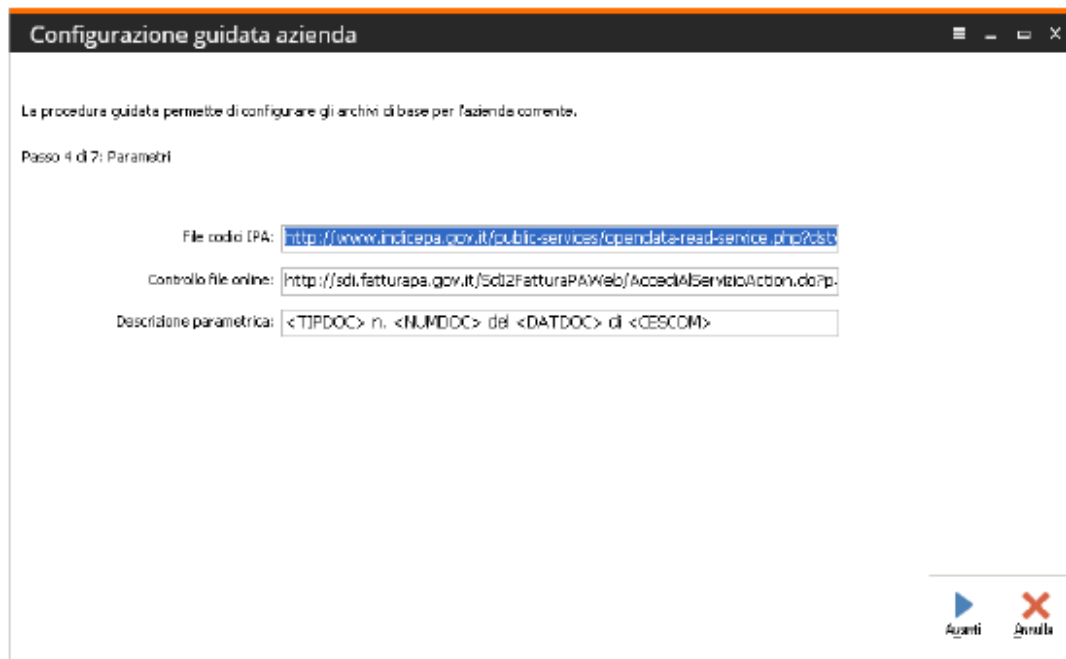 Configurazione guidata azienda
La procedura guidata permette di configurare gli archivi di base per l'azienda corrente.
Passo 4 di 7: Parametri
File codici IPA: http://www.indicepa.gov.it/public-services/opendata-read-service.php?dsty
Controllo file online: http://sdi.fatturapa.gov.it/SdI2FatturaPAWeb/AccediAlServizioAction.do?p
Descrizione parametrica: <TIPDOC> n. <NUMDOC> del <DATDOC> di <CESCOM>
Avanti Annulla